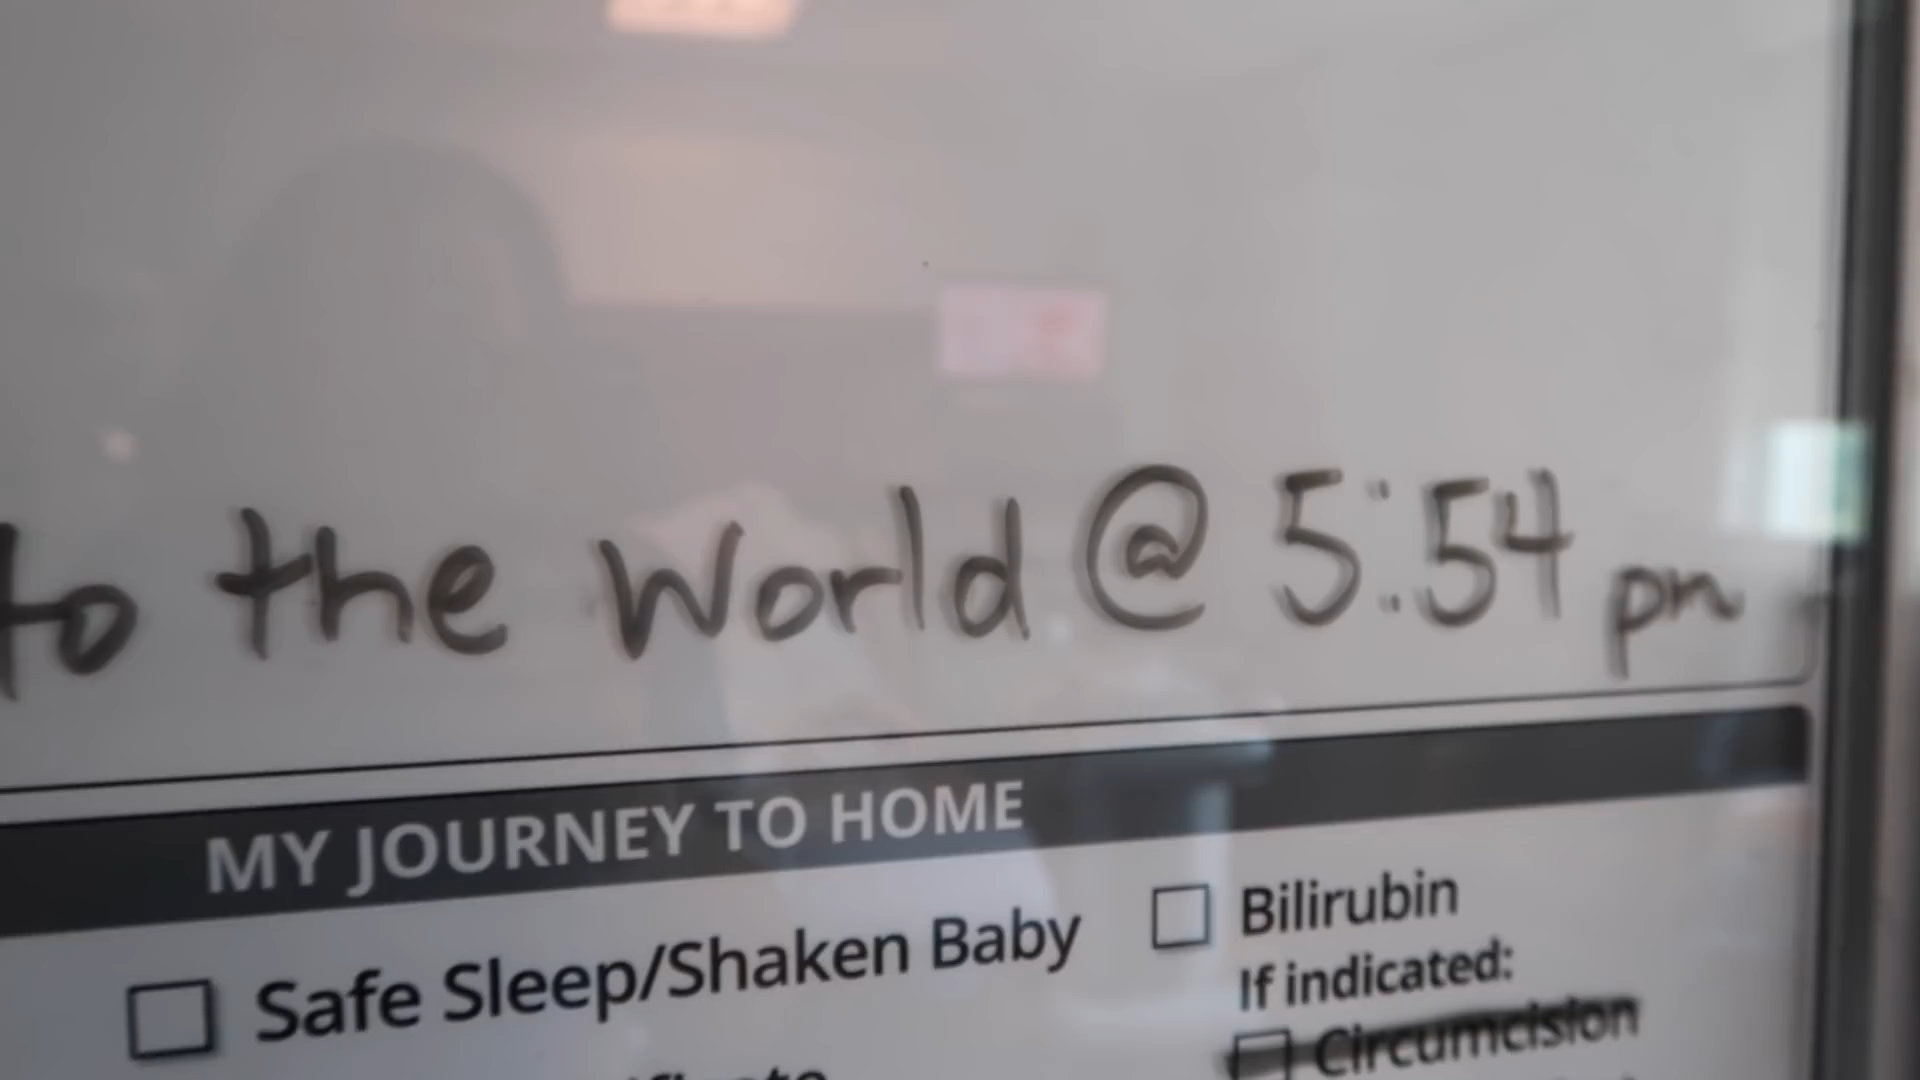 to the World @ 5:54 pm
MY JOURNEY TO HOME
Safe Sleep/Shaken Baby
Bilirubin
If indicated:
Circumcision